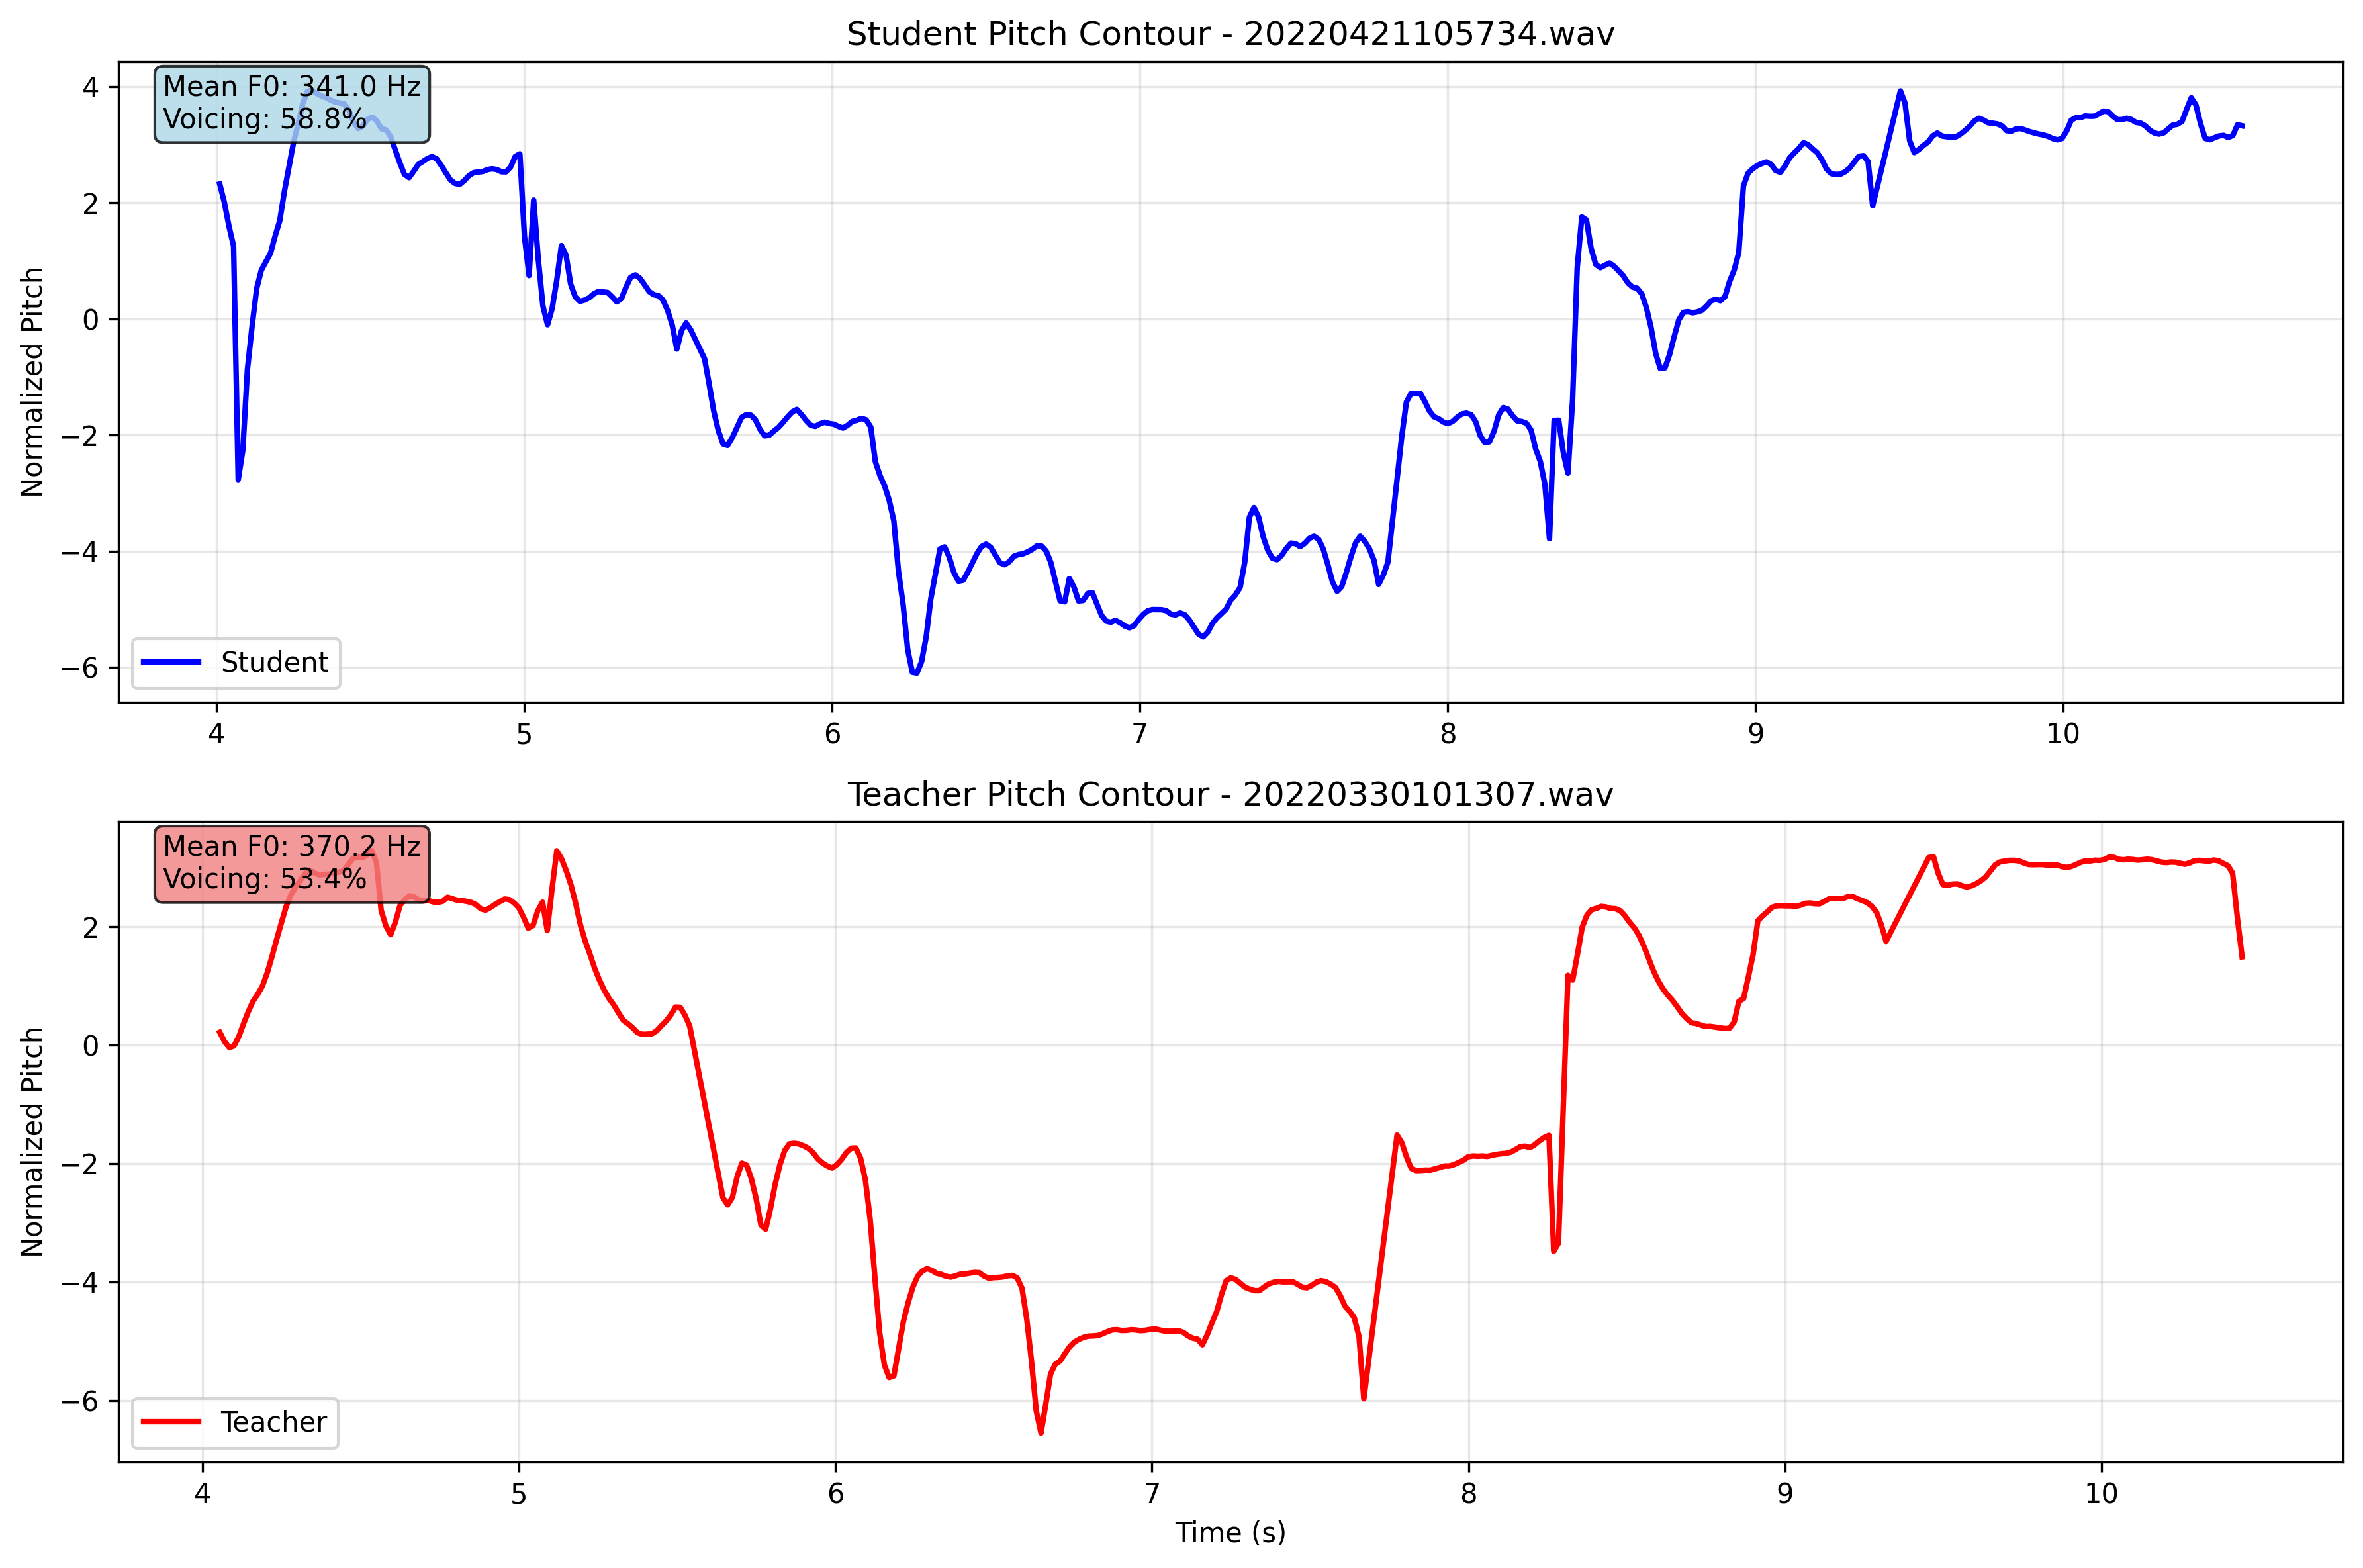 Student Pitch Contour - 20220421105734.wav
Mean F0: 341.0 Hz
Voicing: 58.8%
Normalized Pitch
4
2
0
−2
−4
−6
Student
4 5 6 7 8 9 10
Teacher Pitch Contour - 20220330101307.wav
Mean F0: 370.2 Hz
Voicing: 53.4%
Normalized Pitch
2
0
−2
−4
−6
Teacher
4 5 6 7 8 9 10
Time (s)